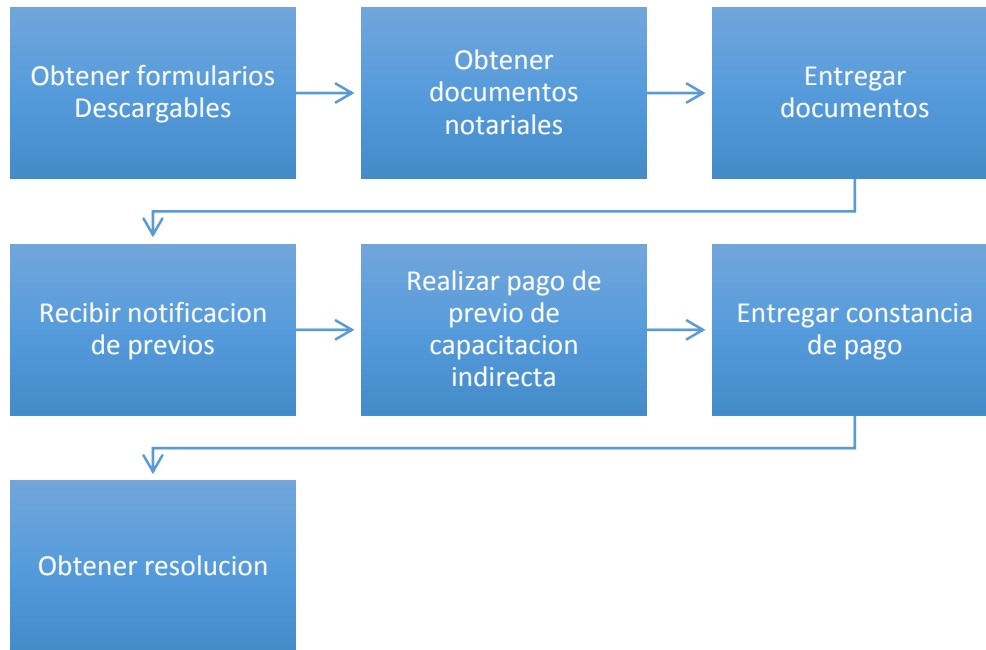 Obtener formularios
Descargables
Obtener
documentos
notariales
Entregar
documentos
Recibir notificacion
de previos
Realizar pago de
previo de
capacitacion
indirecta
Entregar constancia
de pago
Obtener resolucion